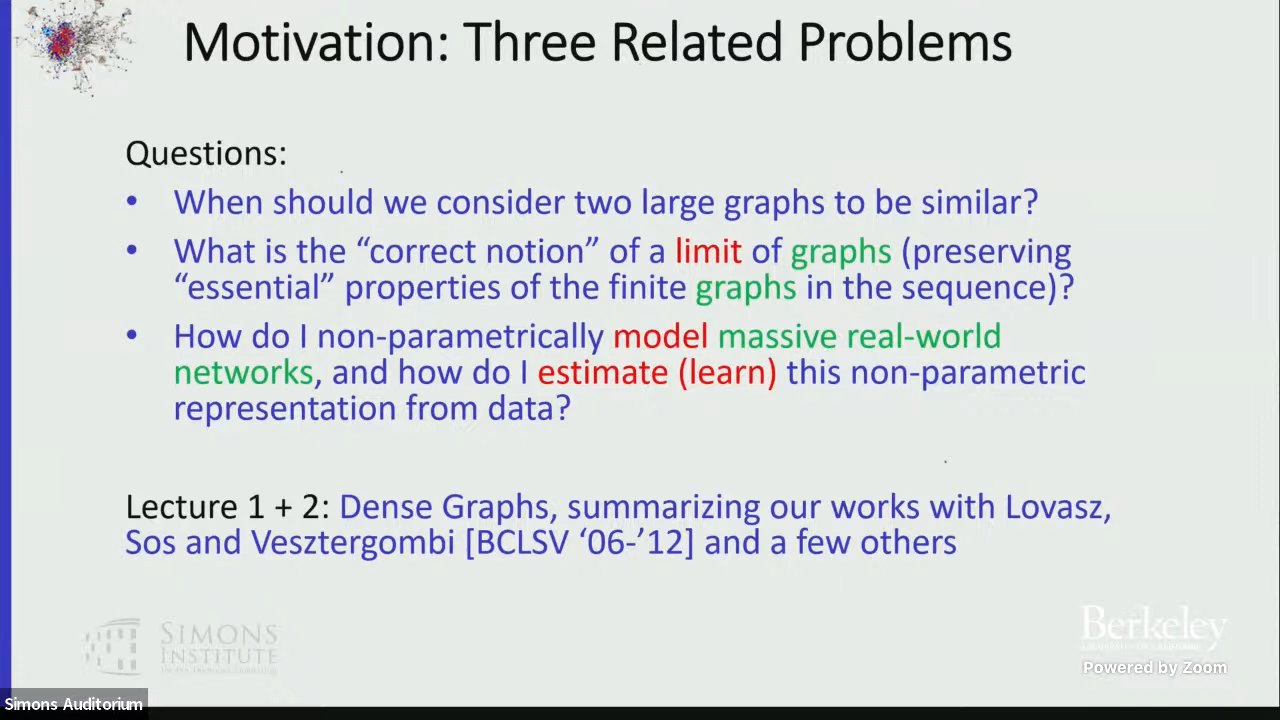 Motivation: Three Related Problems
Questions:
• When should we consider two large graphs to be similar?
• What is the “correct notion” of a limit of graphs (preserving
“essential” properties of the finite graphs in the sequence)?
• How do I non-parametrically model massive real-world
networks, and how do I estimate (learn) this non-parametric
representation from data?
Lecture 1 + 2: Dense Graphs, summarizing our works with Lovasz,
Sos and Vesztergombi [BCLSV ‘06-’12] and a few others
SIMONS
INSTITUTE
Berkeley
Powered by Zoom
Simons Auditorium